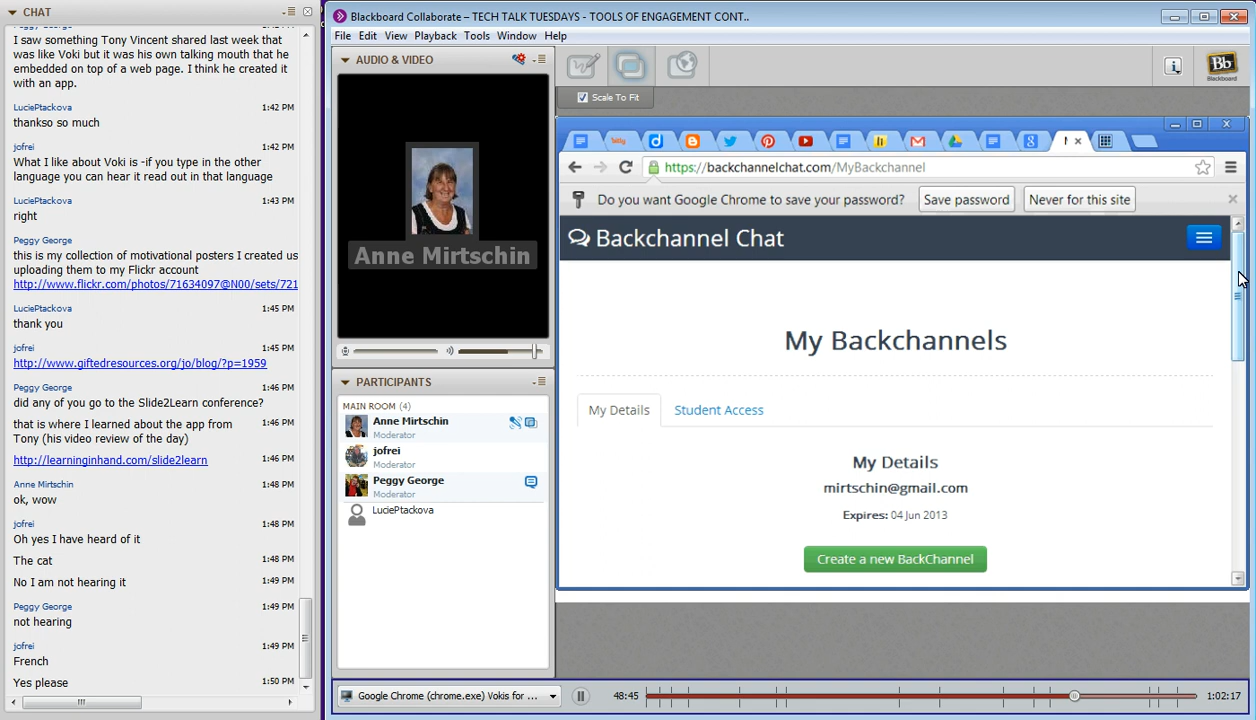 CHAT
I saw something Tony Vincent shared last week that
was like Voki but it was his own talking mouth that he
embedded on top of a web page. I think he created it
with an app.
LuciePtackova 1:42 PM
thankso so much
jofrei 1:42 PM
What I like about Voki is -if you type in the other
language you can hear it read out in that language
LuciePtackova 1:43 PM
right
Peggy George
this is my collection of motivational posters I created us
uploading them to my Flickr account
http://www.flickr.com/photos/71634097@N00/sets/721
LuciePtackova 1:45 PM
thank you
jofrei 1:45 PM
http://www.giftedresources.org/jo/blog/?p=1959
Peggy George 1:46 PM
did any of you go to the Slide2Learn conference?
that is where I learned about the app from 1:46 PM
Tony (his video review of the day)
http://learninginhand.com/slide2learn 1:46 PM
Anne Mirtschin 1:48 PM
ok, wow
jofrei 1:48 PM
Oh yes I have heard of it
The cat 1:48 PM
No I am not hearing it 1:49 PM
Peggy George 1:49 PM
not hearing
jofrei 1:49 PM
French
Yes please 1:50 PM
Blackboard Collaborate – TECH TALK TUESDAYS - TOOLS OF ENGAGEMENT CONT..
File Edit View Playback Tools Window Help
AUDIO & VIDEO
Anne Mirtschin
PARTICIPANTS
MAIN ROOM (4)
Anne Mirtschin
Moderator
jofrei
Moderator
Peggy George
Moderator
LuciePtackova
Bb
Blackboard
Scale To Fit
https://backchannelchat.com/MyBackchannel
Do you want Google Chrome to save your password? Save password Never for this site
Backchannel Chat
My Backchannels
My Details Student Access
My Details
mirtschin@gmail.com
Expires: 04 Jun 2013
Create a new BackChannel
Google Chrome (chrome.exe) Vokis for ... 48:45 1:02:17